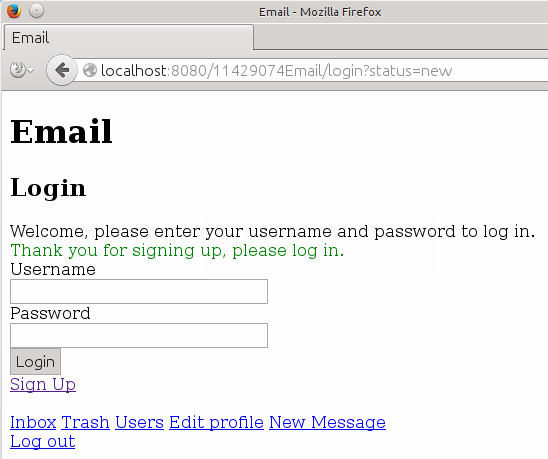 Email - Mozilla Firefox
Email
localhost:8080/11429074Email/login?status=new
Email
Login
Welcome, please enter your username and password to log in.
Thank you for signing up, please log in.
Username
Password
Login
Sign Up
Inbox Trash Users Edit profile New Message
Log out